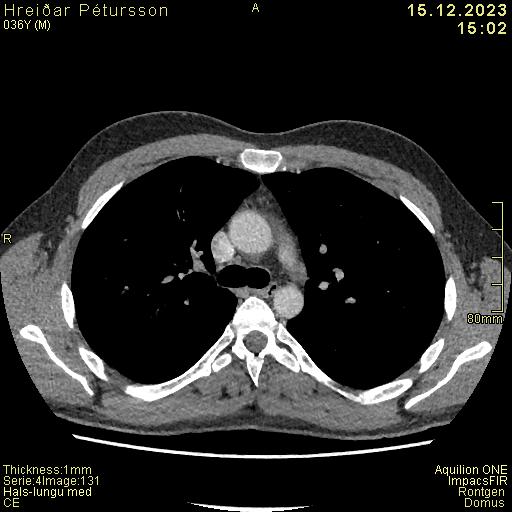 Hreiðar Pétursson
036Y (M)
A
15.12.2023
15:02
R
80mm
Thickness:1mm
Serie:4Image:131
Hals-lungu med
CE
Aquilion ONE
ImpacsFIR
Rontgen
Domus